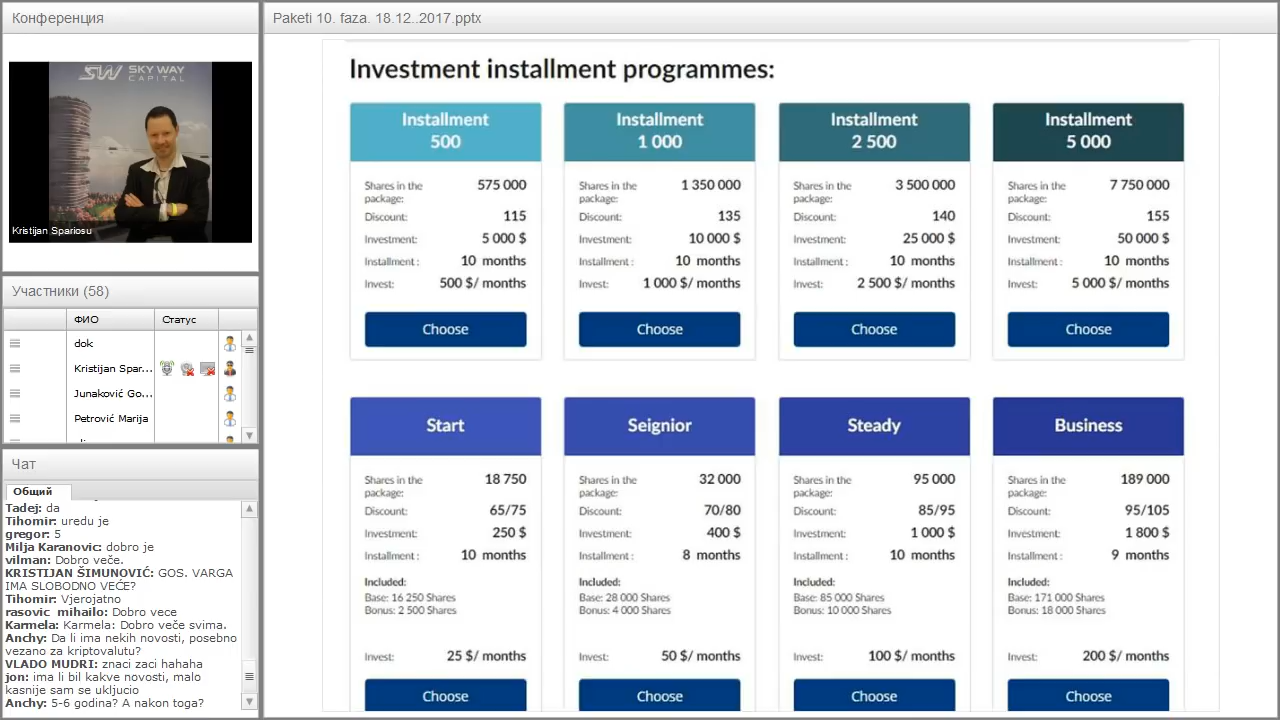 Конференция
SW SKY WAY
CAPITAL
Kristijan Spariosu
Участники (58)
ФИО Статус
dok
Kristijan Spar...
Junaković Go...
Petrović Marija
Чат
Общий
Tadej: da
Tihomir: uredu je
gregor: 5
Milja Karanovic: dobro je
vilman: Dobro veče
KRISTIJAN ŠIMUNOVIĆ: GOS. VARGA
IMA SLOBODNO VEĆE?
Tihomir: Vjerojatno
rasovic mihailo: Dobro vece
Karmela: Karmela: Dobro veče svima.
Anchy: Da li ima nekih novosti, posebno
vezano za kriptovalutu?
VLADO MUDRI: znaci zaci hahaha
jon: ima li bil kakve novosti, malo
kasnije sam se ukljucio
Anchy: 5-6 godina? A nakon toga?
Paketi 10. faza. 18.12..2017.pptx
Investment installment programmes:
Installment
500
Shares in the
package: 575 000
Discount: 115
Investment: 5 000 $
Installment : 10 months
Invest: 500 $/ months
Choose
Installment
1 000
Shares in the
package: 1 350 000
Discount: 135
Investment: 10 000 $
Installment : 10 months
Invest: 1 000 $/ months
Choose
Installment
2 500
Shares in the
package: 3 500 000
Discount: 140
Investment: 25 000 $
Installment : 10 months
Invest: 2 500 $/ months
Choose
Installment
5 000
Shares in the
package: 7 750 000
Discount: 155
Investment: 50 000 $
Installment : 10 months
Invest: 5 000 $/ months
Choose
Start
Shares in the
package: 18 750
Discount: 65/75
Investment: 250 $
Installment : 10 months
Included:
Base: 16 250 Shares
Bonus: 2 500 Shares
Invest: 25 $/ months
Choose
Seignior
Shares in the
package: 32 000
Discount: 70/80
Investment: 400 $
Installment : 8 months
Included:
Base: 28 000 Shares
Bonus: 4 000 Shares
Invest: 50 $/ months
Choose
Steady
Shares in the
package: 95 000
Discount: 85/95
Investment: 1 000 $
Installment : 10 months
Included:
Base: 85 000 Shares
Bonus: 10 000 Shares
Invest: 100 $/ months
Choose
Business
Shares in the
package: 189 000
Discount: 95/105
Investment: 1 800 $
Installment : 9 months
Included:
Base: 171 000 Shares
Bonus: 18 000 Shares
Invest: 200 $/ months
Choose